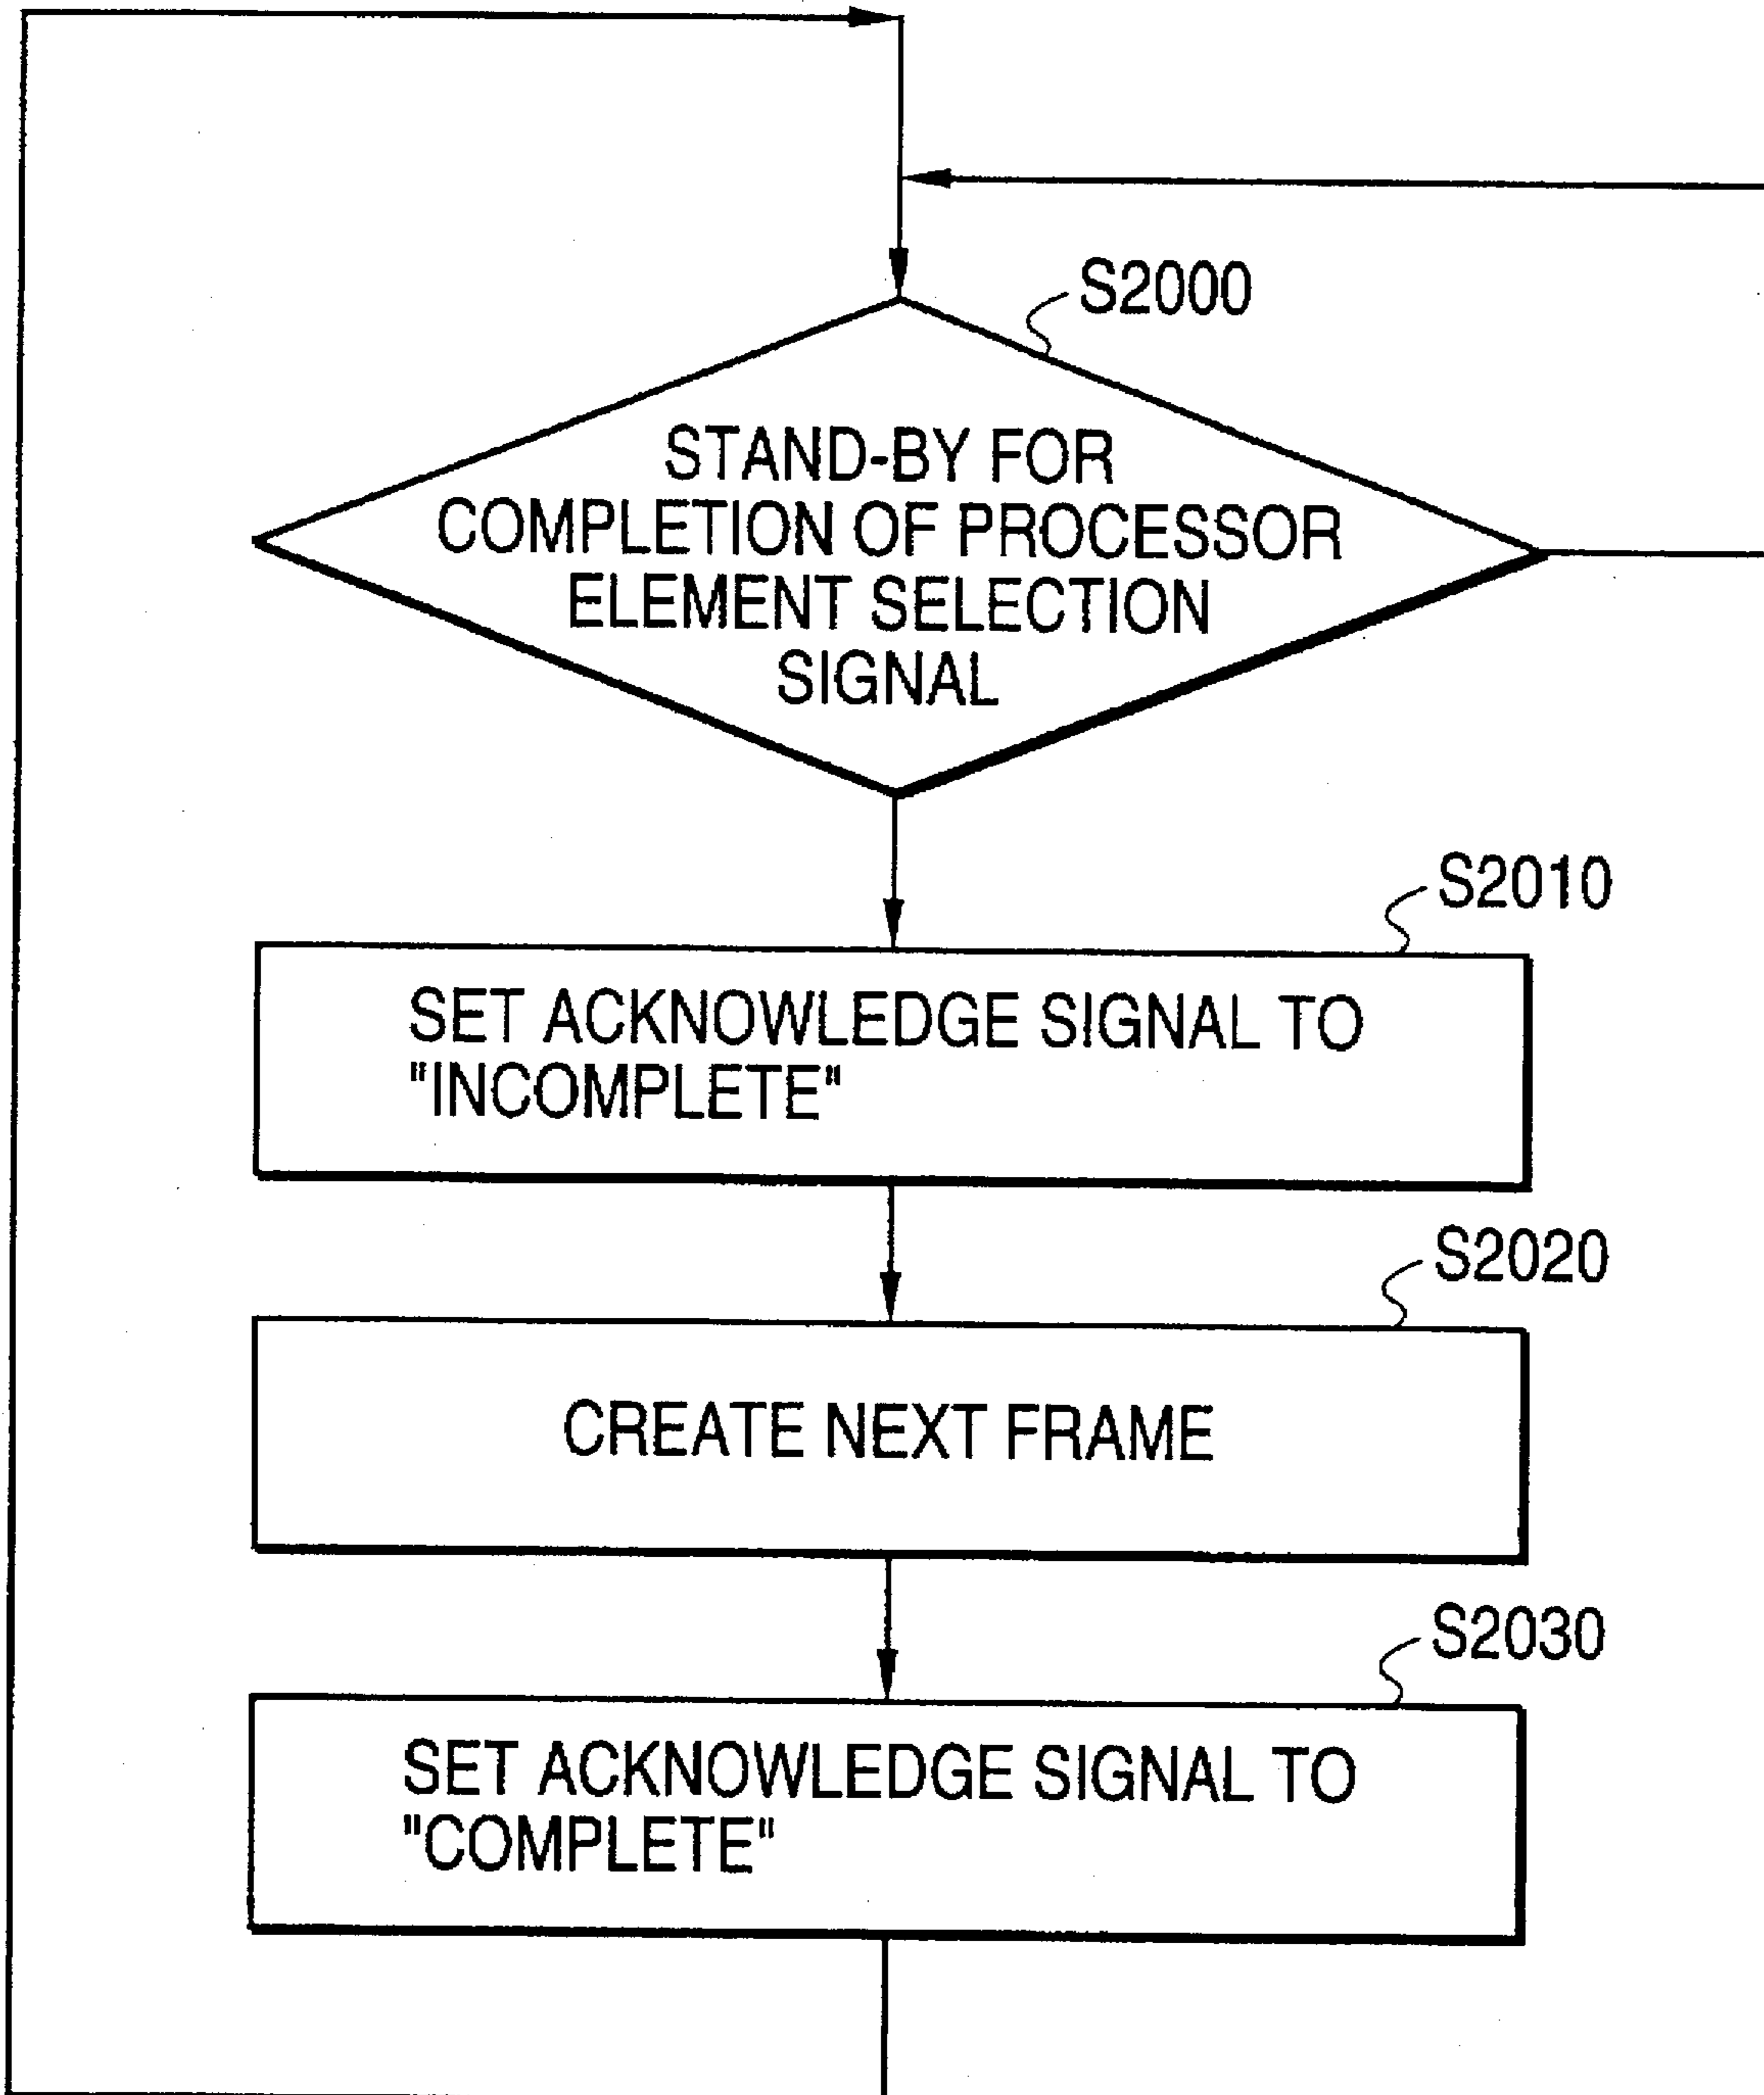 S2000
STAND-BY FOR
COMPLETION OF PROCESSOR
ELEMENT SELECTION
SIGNAL
S2010
SET ACKNOWLEDGE SIGNAL TO
"INCOMPLETE"
S2020
CREATE NEXT FRAME
S2030
SET ACKNOWLEDGE SIGNAL TO
"COMPLETE"